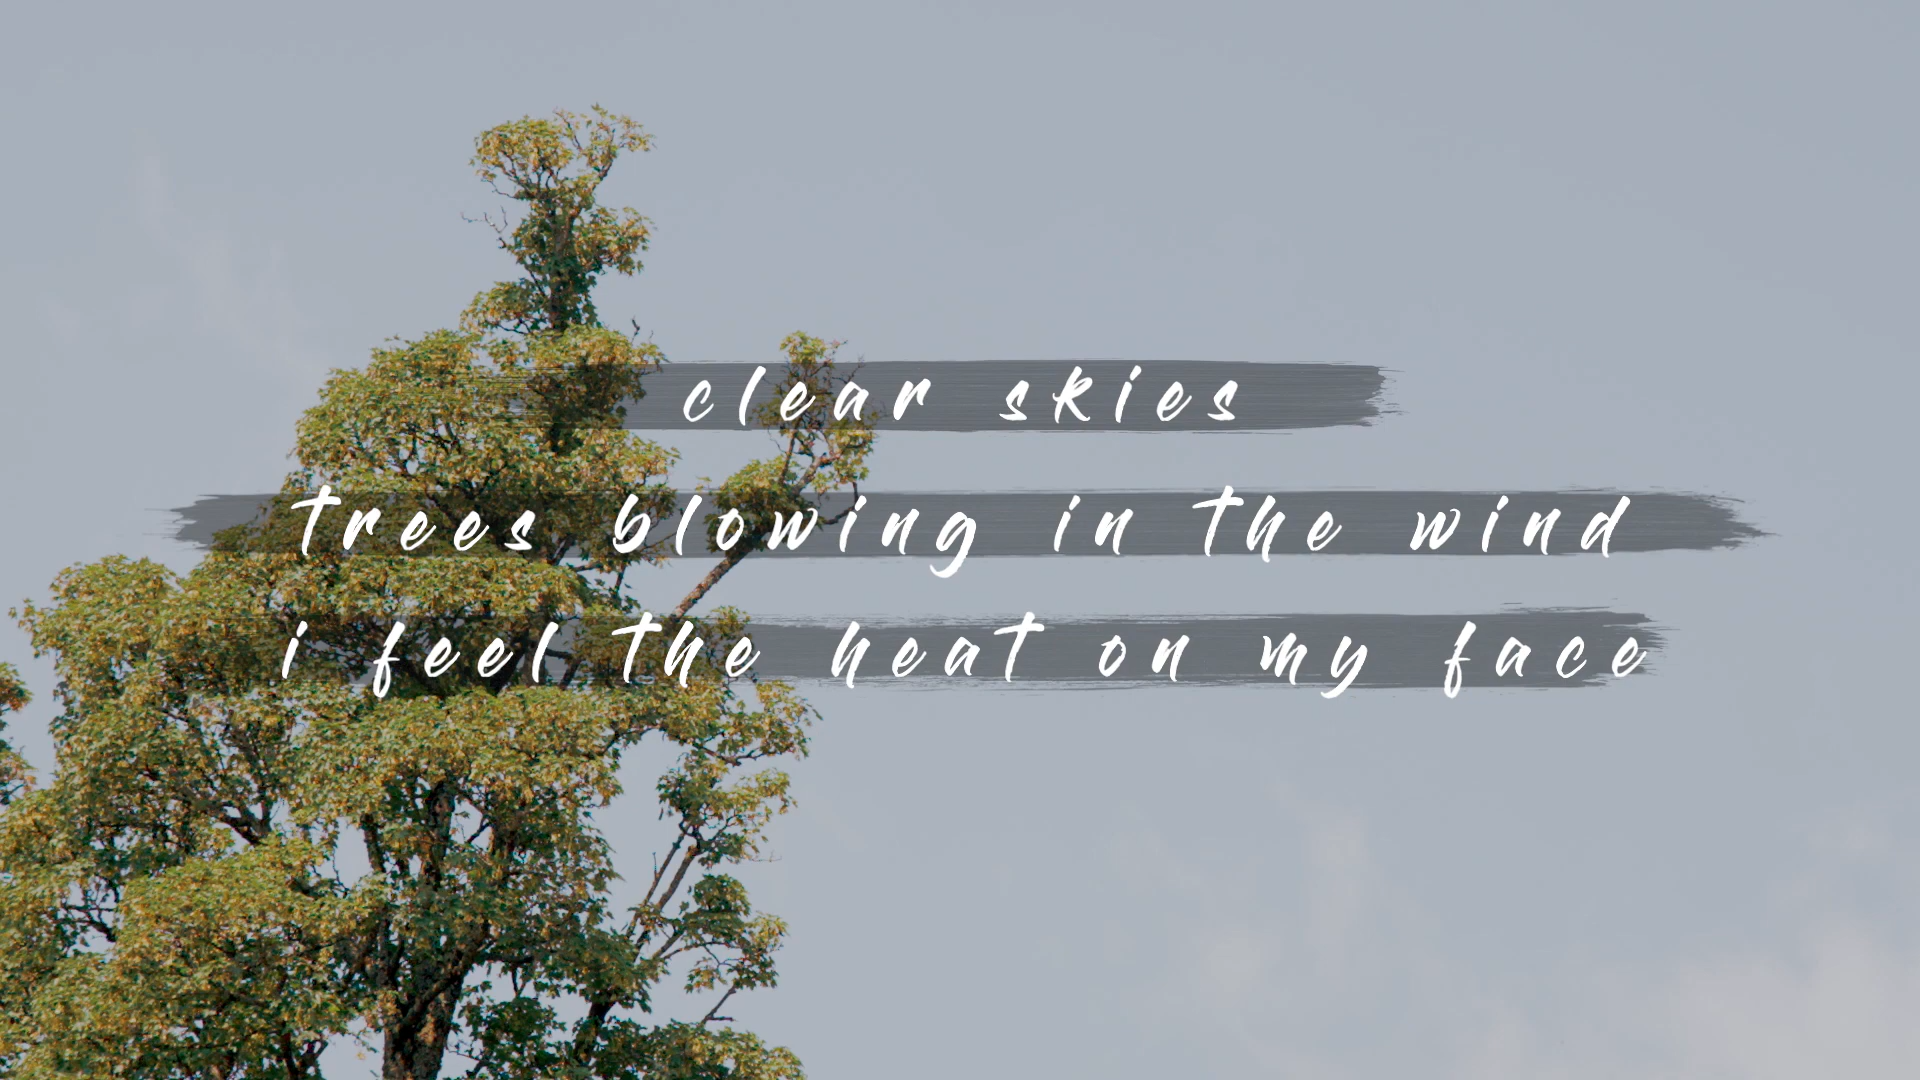 clear skies
trees blowing in the wind
i feel the heat on my face